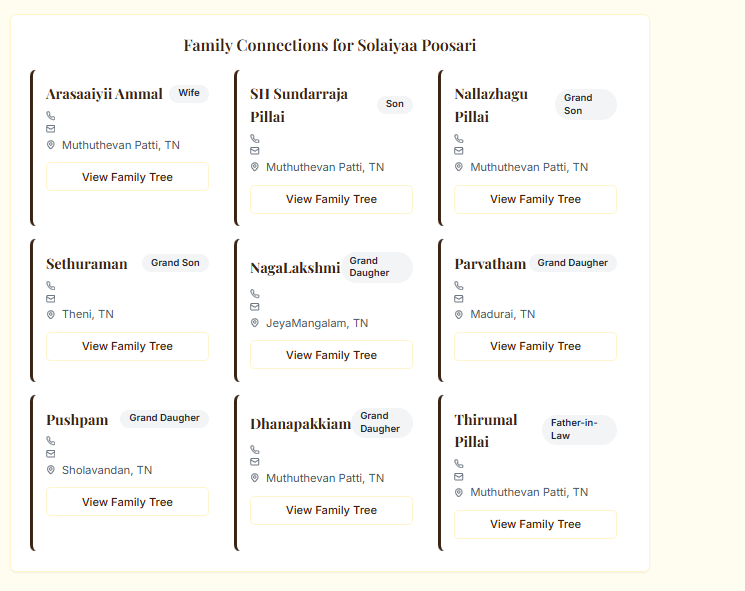 Family Connections for Solaiyaa Poosari
Arasaaiyii Ammal
Wife
Muthuthevan Patti, TN
View Family Tree
SH Sundarraja
Pillai
Son
Muthuthevan Patti, TN
View Family Tree
Nallazhagu
Pillai
Grand
Son
Muthuthevan Patti, TN
View Family Tree
Sethuraman
Grand Son
Theni, TN
View Family Tree
NagaLakshmi
Grand
Daugher
JeyaMangalam, TN
View Family Tree
Parvatham
Grand Daugher
Madurai, TN
View Family Tree
Pushpam
Grand Daugher
Sholavandan, TN
View Family Tree
Dhanapakkiam
Grand
Daugher
Muthuthevan Patti, TN
View Family Tree
Thirumal
Pillai
Father-in-
Law
Muthuthevan Patti, TN
View Family Tree